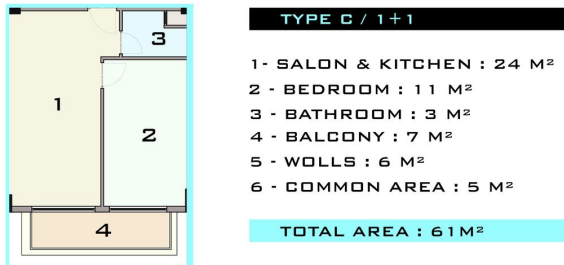 TYPE C / 1+1
1- SALON & KITCHEN : 24 M²
2 - BEDROOM : 11 M²
3 - BATHROOM : 3 M²
4 - BALCONY : 7 M²
5 - WOLLS : 6 M²
6 - COMMON AREA : 5 M²
TOTAL AREA : 61M²
3
1
2
4